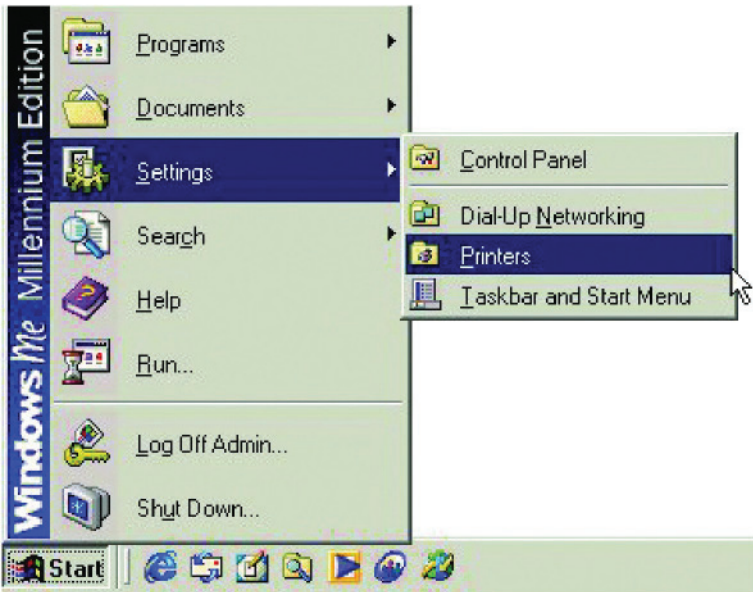 Windows Me Millennium Edition
Programs
Documents
Settings
Search
Help
Run...
Log Off Admin...
Shut Down...
Control Panel
Dial-Up Networking
Printers
Taskbar and Start Menu
Start